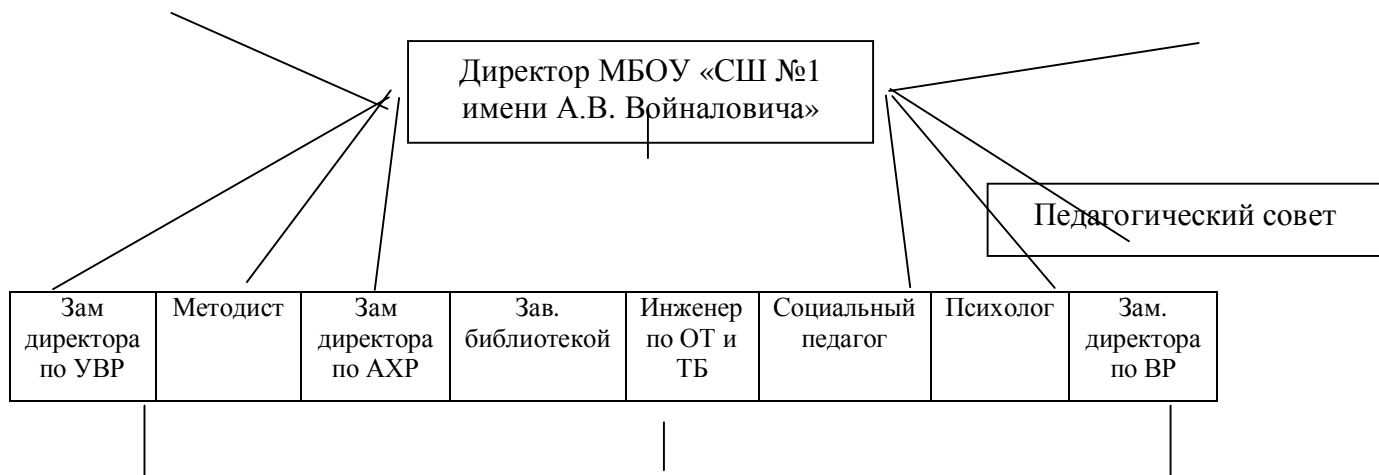 Директор МБОУ «СШ №1
имени А.В. Войналовича»
Педагогический совет
Зам
директора
по УВР
Методист
Зам
директора
по АХР
Зав.
библиотекой
Инженер
по ОТ и
ТБ
Социальный
педагог
Психолог
Зам.
директора
по ВР